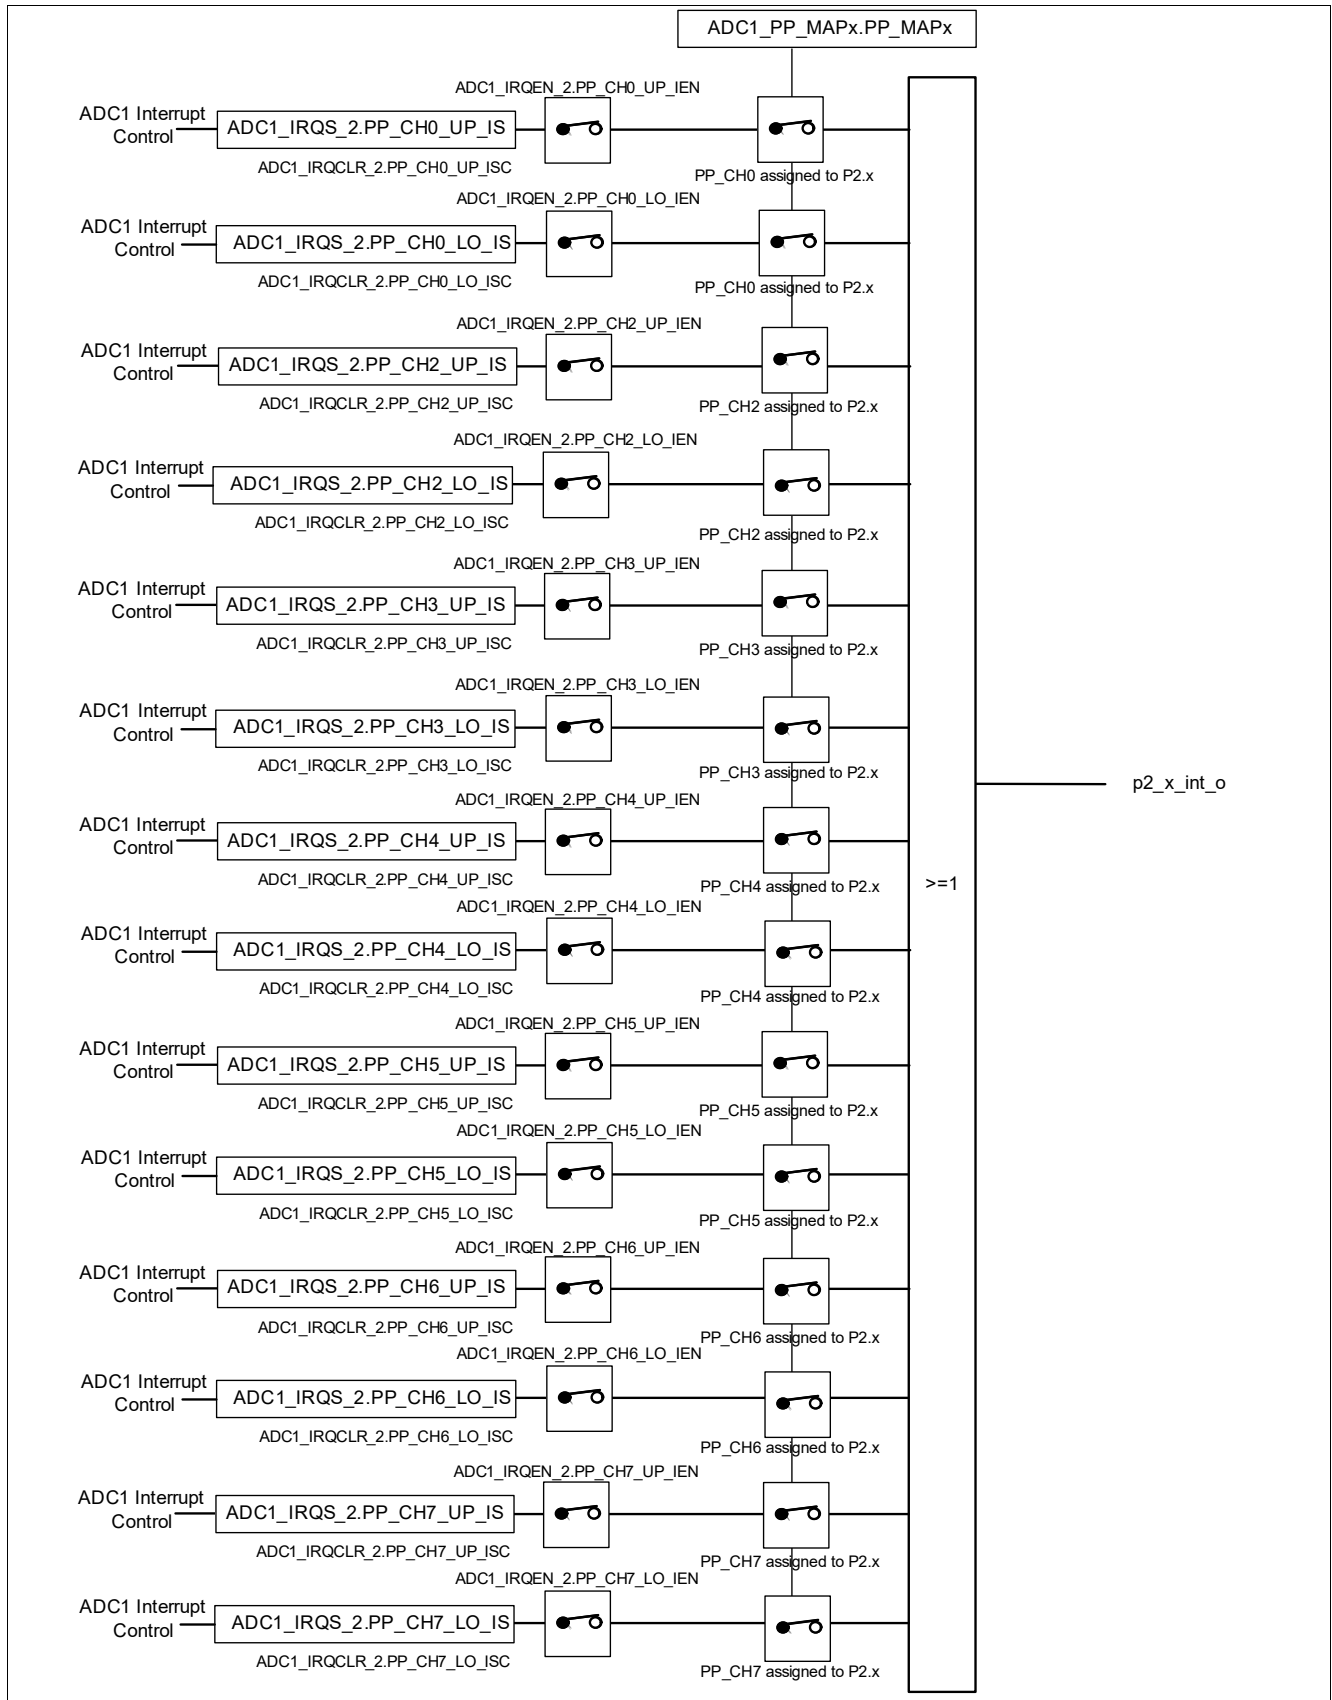 ADC1_PP_MAPx.PP_MAPx
ADC1_IRQEN_2.PP_CH0_UP_IEN
ADC1 Interrupt
Control
ADC1_IRQS_2.PP_CH0_UP_IS
ADC1_IRQCLR_2.PP_CH0_UP_ISC
PP_CH0 assigned to P2.x
ADC1_IRQEN_2.PP_CH0_LO_IEN
ADC1 Interrupt
Control
ADC1_IRQS_2.PP_CH0_LO_IS
ADC1_IRQCLR_2.PP_CH0_LO_ISC
PP_CH0 assigned to P2.x
ADC1_IRQEN_2.PP_CH2_UP_IEN
ADC1 Interrupt
Control
ADC1_IRQS_2.PP_CH2_UP_IS
ADC1_IRQCLR_2.PP_CH2_UP_ISC
PP_CH2 assigned to P2.x
ADC1_IRQEN_2.PP_CH2_LO_IEN
ADC1 Interrupt
Control
ADC1_IRQS_2.PP_CH2_LO_IS
ADC1_IRQCLR_2.PP_CH2_LO_ISC
PP_CH2 assigned to P2.x
ADC1_IRQEN_2.PP_CH3_UP_IEN
ADC1 Interrupt
Control
ADC1_IRQS_2.PP_CH3_UP_IS
ADC1_IRQCLR_2.PP_CH3_UP_ISC
PP_CH3 assigned to P2.x
ADC1_IRQEN_2.PP_CH3_LO_IEN
ADC1 Interrupt
Control
ADC1_IRQS_2.PP_CH3_LO_IS
ADC1_IRQCLR_2.PP_CH3_LO_ISC
PP_CH3 assigned to P2.x
p2_x_int_o
ADC1_IRQEN_2.PP_CH4_UP_IEN
ADC1 Interrupt
Control
ADC1_IRQS_2.PP_CH4_UP_IS
ADC1_IRQCLR_2.PP_CH4_UP_ISC
PP_CH4 assigned to P2.x
>=1
ADC1_IRQEN_2.PP_CH4_LO_IEN
ADC1 Interrupt
Control
ADC1_IRQS_2.PP_CH4_LO_IS
ADC1_IRQCLR_2.PP_CH4_LO_ISC
PP_CH4 assigned to P2.x
ADC1_IRQEN_2.PP_CH5_UP_IEN
ADC1 Interrupt
Control
ADC1_IRQS_2.PP_CH5_UP_IS
ADC1_IRQCLR_2.PP_CH5_UP_ISC
PP_CH5 assigned to P2.x
ADC1_IRQEN_2.PP_CH5_LO_IEN
ADC1 Interrupt
Control
ADC1_IRQS_2.PP_CH5_LO_IS
ADC1_IRQCLR_2.PP_CH5_LO_ISC
PP_CH5 assigned to P2.x
ADC1_IRQEN_2.PP_CH6_UP_IEN
ADC1 Interrupt
Control
ADC1_IRQS_2.PP_CH6_UP_IS
ADC1_IRQCLR_2.PP_CH6_UP_ISC
PP_CH6 assigned to P2.x
ADC1_IRQEN_2.PP_CH6_LO_IEN
ADC1 Interrupt
Control
ADC1_IRQS_2.PP_CH6_LO_IS
ADC1_IRQCLR_2.PP_CH6_LO_ISC
PP_CH6 assigned to P2.x
ADC1_IRQEN_2.PP_CH7_UP_IEN
ADC1 Interrupt
Control
ADC1_IRQS_2.PP_CH7_UP_IS
ADC1_IRQCLR_2.PP_CH7_UP_ISC
PP_CH7 assigned to P2.x
ADC1_IRQEN_2.PP_CH7_LO_IEN
ADC1 Interrupt
Control
ADC1_IRQS_2.PP_CH7_LO_IS
ADC1_IRQCLR_2.PP_CH7_LO_ISC
PP_CH7 assigned to P2.x